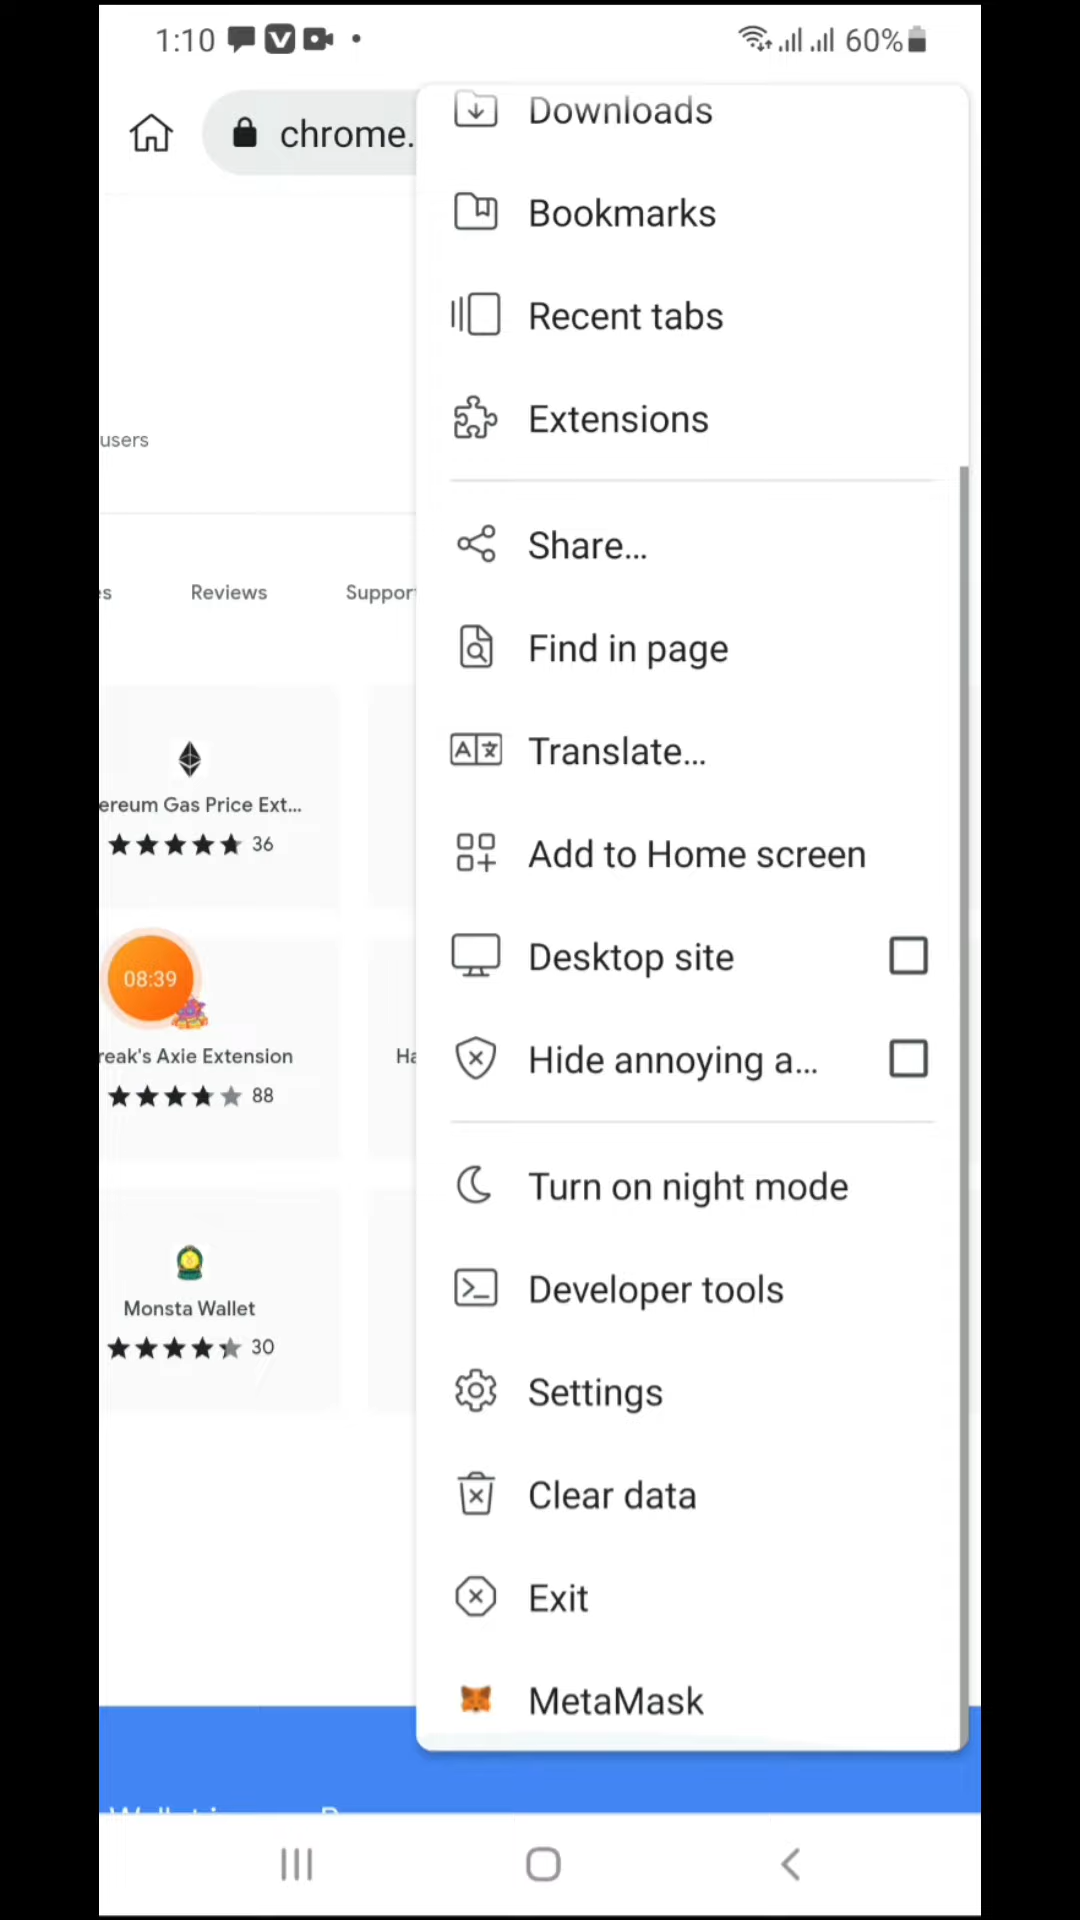 1:10
60%
chrome.
Downloads
Bookmarks
Recent tabs
Extensions
users
Share...
Reviews
Find in page
Translate...
ereum Gas Price Ext...
36
Add to Home screen
Desktop site
08:39
reak's Axie Extension
88
Hide annoying a...
Turn on night mode
Developer tools
Monsta Wallet
30
Settings
Clear data
Exit
MetaMask